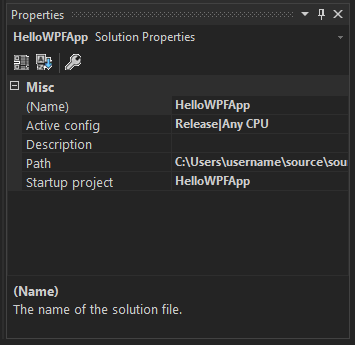 Properties
HelloWPFApp Solution Properties
Misc
(Name) HelloWPFApp
Active config Release|Any CPU
Description
Path C:\Users\username\source\sou
Startup project HelloWPFApp
(Name)
The name of the solution file.